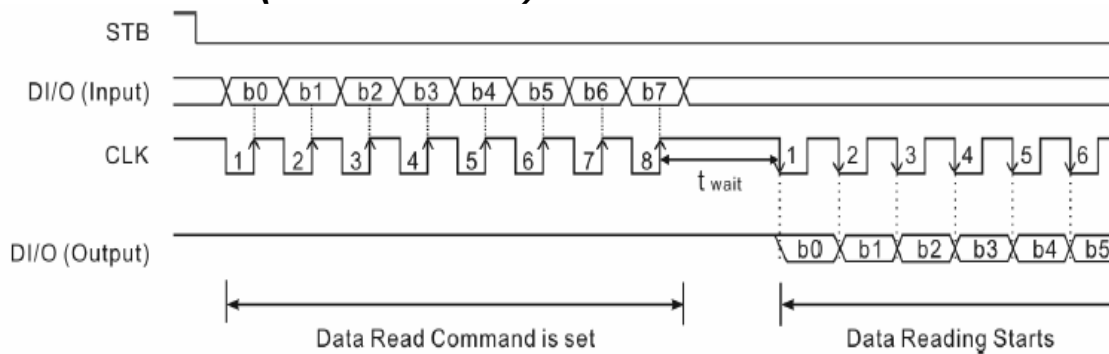 STB
DI/O (Input) b0 b1 b2 b3 b4 b5 b6 b7
CLK 1 2 3 4 5 6 7 8 t wait 1 2 3 4 5 6
DI/O (Output) b0 b1 b2 b3 b4 b5
Data Read Command is set Data Reading Starts